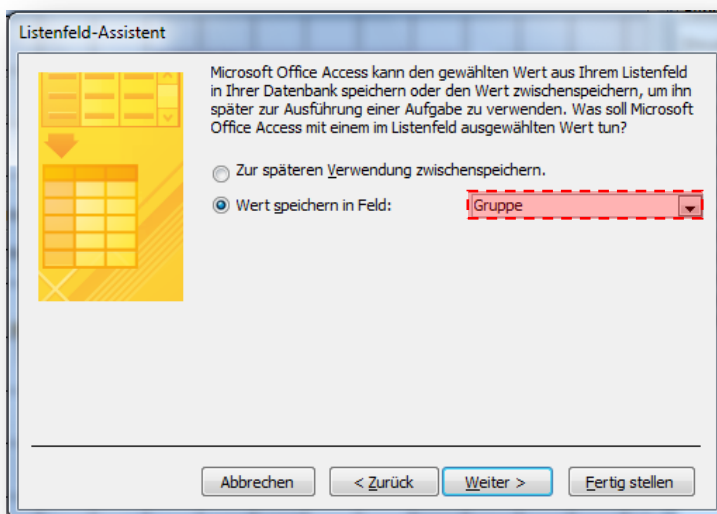 Listenfeld-Assistent
Microsoft Office Access kann den gewählten Wert aus Ihrem Listenfeld
in Ihrer Datenbank speichern oder den Wert zwischenspeichern, um ihn
später zur Ausführung einer Aufgabe zu verwenden. Was soll Microsoft
Office Access mit einem im Listenfeld ausgewählten Wert tun?
Zur späteren Verwendung zwischenspeichern.
Wert speichern in Feld: Gruppe
Abbrechen < Zurück Weiter > Fertig stellen